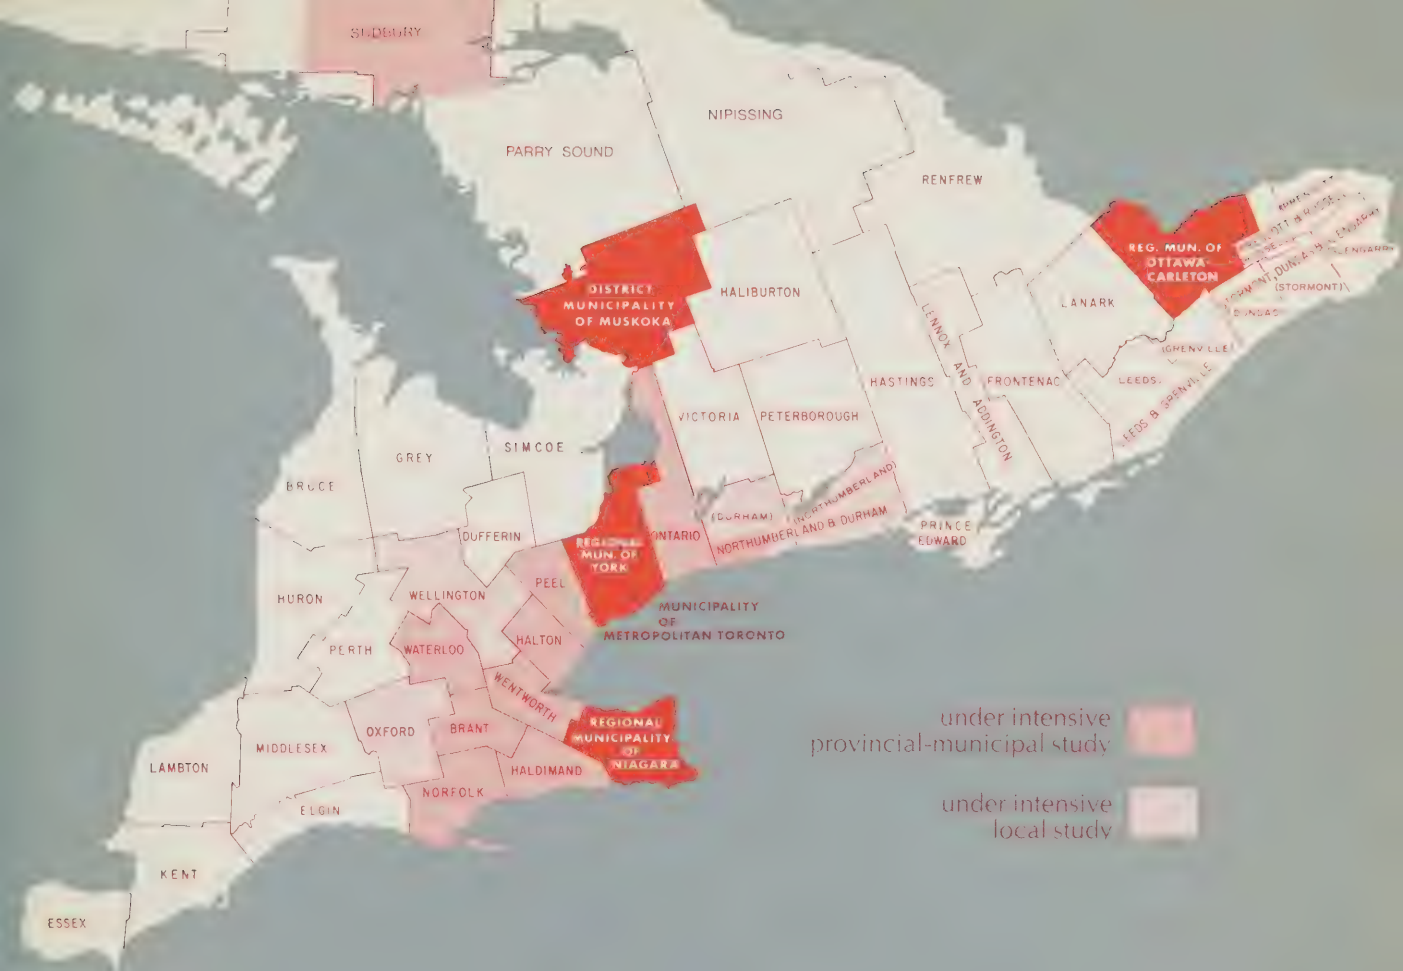 SUDBURY
NIPISSING
PARRY SOUND
RENFREW
REG. MUN. OF
OTTAWA-
CARLETON
PRESCOTT & RUSSELL
GLENGARRY
(STORMONT)
DUNDAS
(GRENVILLE)
LEEDS
LEEDS & GRENVILLE
LANARK
DISTRICT
MUNICIPALITY
OF MUSKOKA
HALIBURTON
LENNOX AND ADDINGTON
HASTINGS
FRONTENAC
VICTORIA
PETERBOROUGH
GREY
SIMCOE
BRUCE
DUFFERIN
(DURHAM)
(NORTHUMBERLAND)
NORTHUMBERLAND & DURHAM
PRINCE
EDWARD
ONTARIO
REGIONAL
MUN. OF
YORK
PEEL
HURON
WELLINGTON
MUNICIPALITY
OF
METROPOLITAN TORONTO
PERTH
WATERLOO
HALTON
WENTWORTH
REGIONAL
MUNICIPALITY
OF
NIAGARA
OXFORD
BRANT
MIDDLESEX
LAMBTON
HALDIMAND
NORFOLK
ELGIN
KENT
ESSEX
under intensive
provincial-municipal study
under intensive
local study